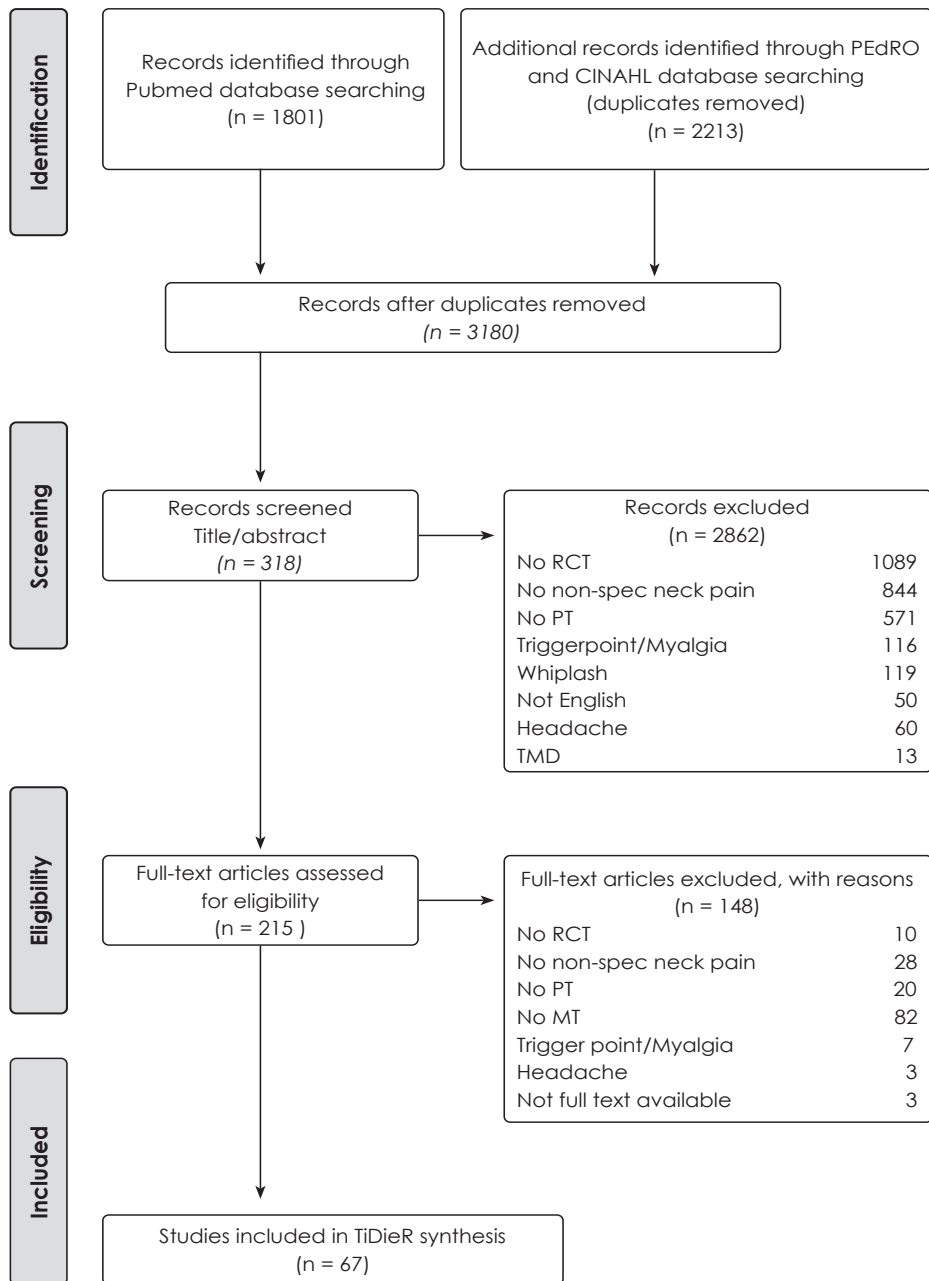 Identification
Records identified through
Pubmed database searching
(n = 1801)
Additional records identified through PEdRO
and CINAHL database searching
(duplicates removed)
(n = 2213)
Records after duplicates removed
(n = 3180)
Screening
Records screened
Title/abstract
(n = 318)
Records excluded
(n = 2862)
No RCT 1089
No non-spec neck pain 844
No PT 571
Triggerpoint/Myalgia 116
Whiplash 119
Not English 50
Headache 60
TMD 13
Eligibility
Full-text articles assessed
for eligibility
(n = 215 )
Full-text articles excluded, with reasons
(n = 148)
No RCT 10
No non-spec neck pain 28
No PT 20
No MT 82
Trigger point/Myalgia 7
Headache 3
Not full text available 3
Included
Studies included in TiDieR synthesis
(n = 67)